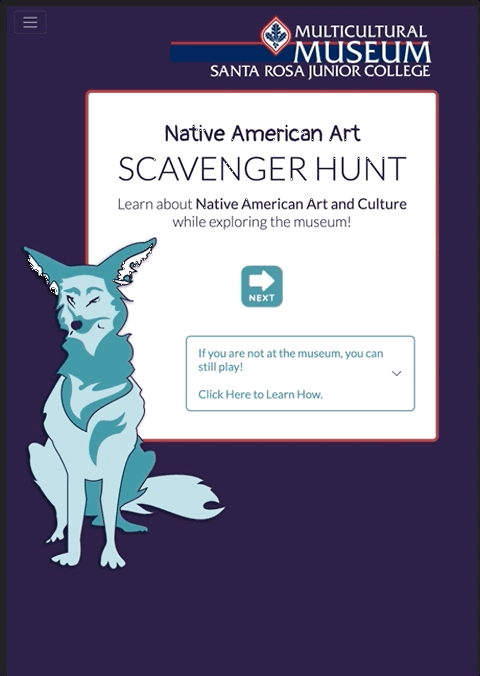 MULTICULTURAL
MUSEUM
SANTA ROSA JUNIOR COLLEGE
Native American Art
SCAVENGER HUNT
Learn about Native American Art and Culture
while exploring the museum!
NEXT
If you are not at the museum, you can
still play!
Click Here to Learn How.